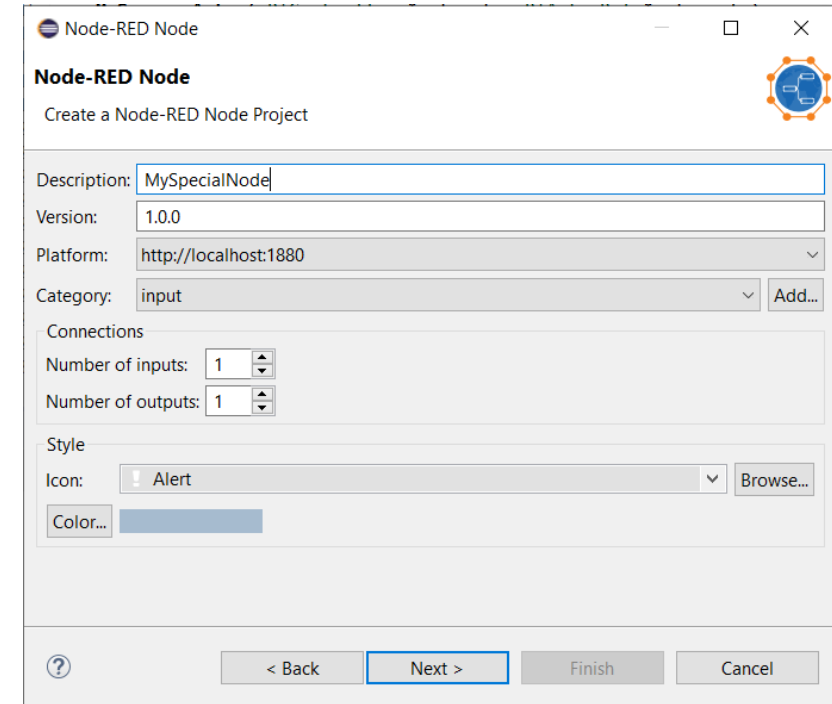 Node-RED Node
Node-RED Node
Create a Node-RED Node Project
Description: MySpecialNode
Version: 1.0.0
Platform: http://localhost:1880
Category: input Add...
Connections
Number of inputs: 1
Number of outputs: 1
Style
Icon: Alert Browse...
Color...
? < Back Next > Finish Cancel